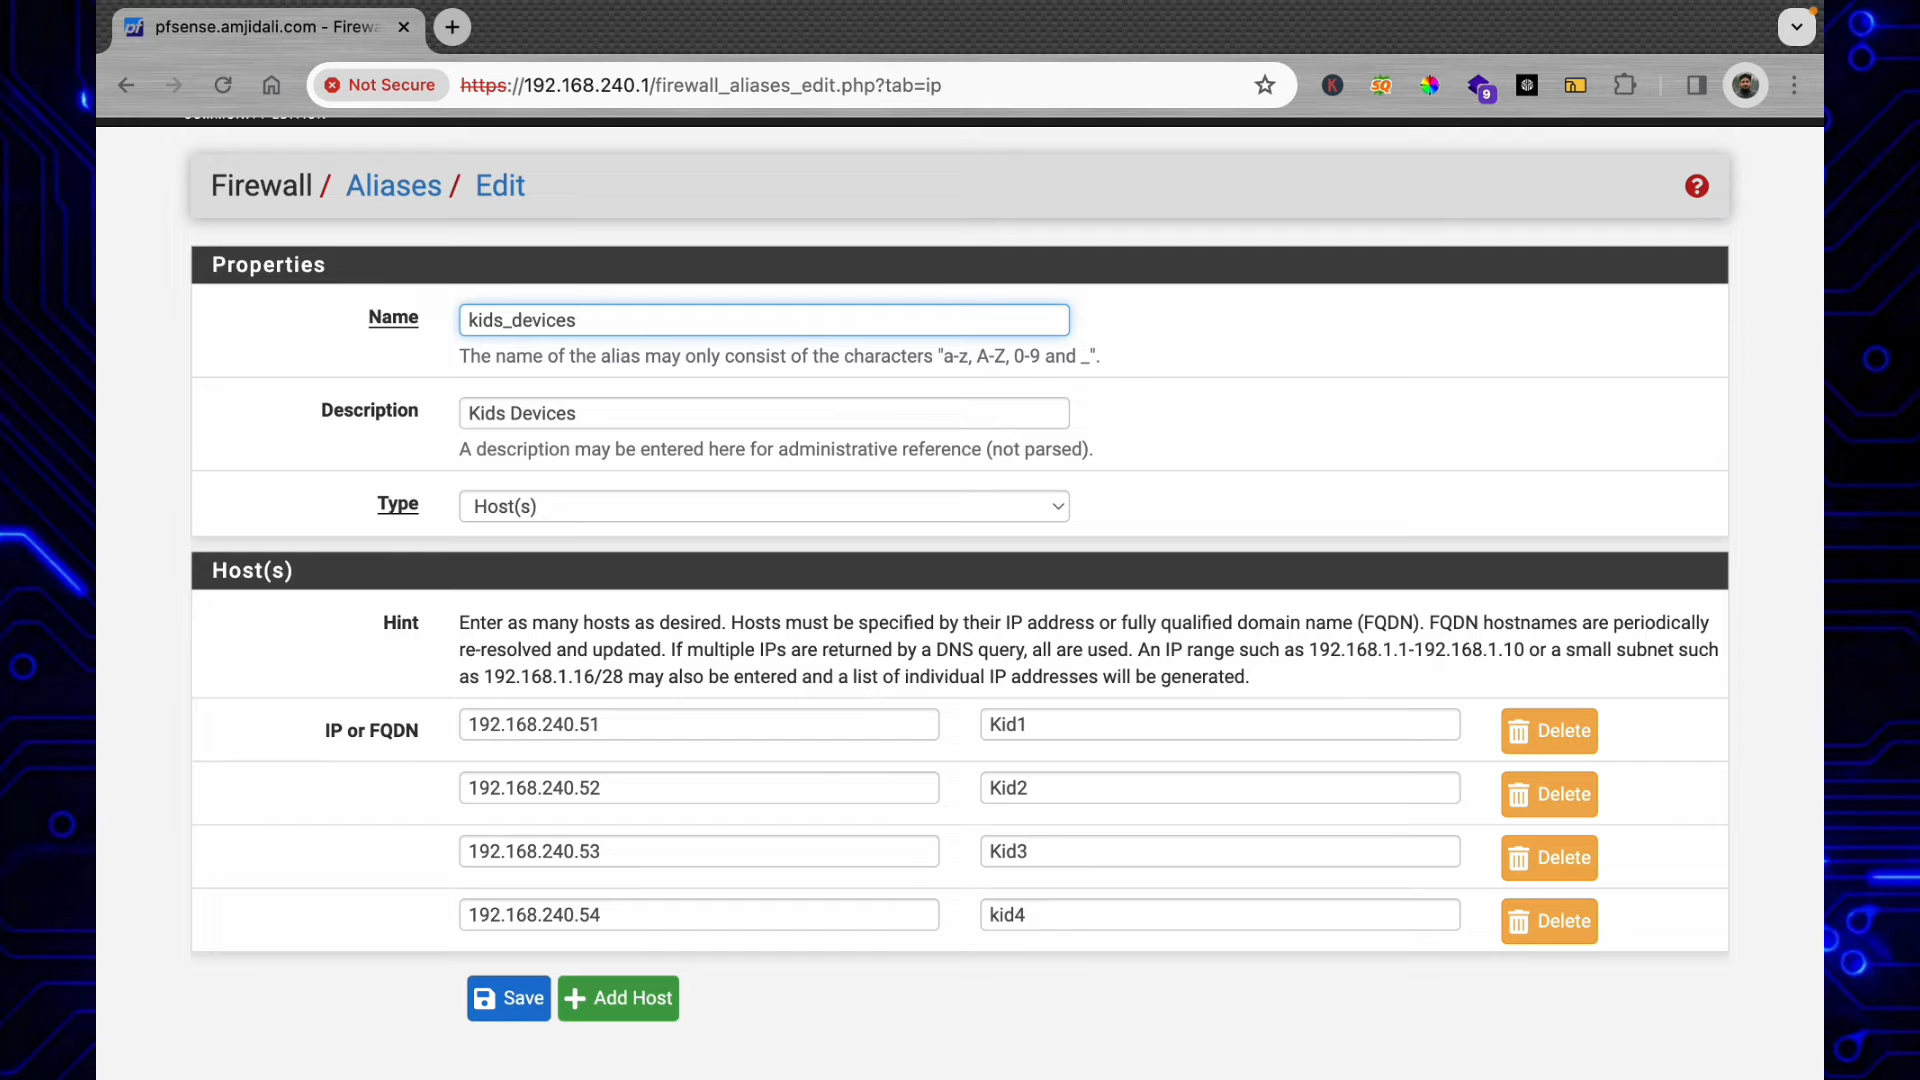 pfsense.amjidali.com - Firewa
Not Secure https://192.168.240.1/firewall_aliases_edit.php?tab=ip
K
SQ
9
COMMUNITY EDITION
Firewall / Aliases / Edit
?
Properties
Name
kids_devices
The name of the alias may only consist of the characters "a-z, A-Z, 0-9 and _".
Description
Kids Devices
A description may be entered here for administrative reference (not parsed).
Type
Host(s)
Host(s)
Hint
Enter as many hosts as desired. Hosts must be specified by their IP address or fully qualified domain name (FQDN). FQDN hostnames are periodically
re-resolved and updated. If multiple IPs are returned by a DNS query, all are used. An IP range such as 192.168.1.1-192.168.1.10 or a small subnet such
as 192.168.1.16/28 may also be entered and a list of individual IP addresses will be generated.
IP or FQDN
192.168.240.51 Kid1 Delete
192.168.240.52 Kid2 Delete
192.168.240.53 Kid3 Delete
192.168.240.54 kid4 Delete
Save Add Host